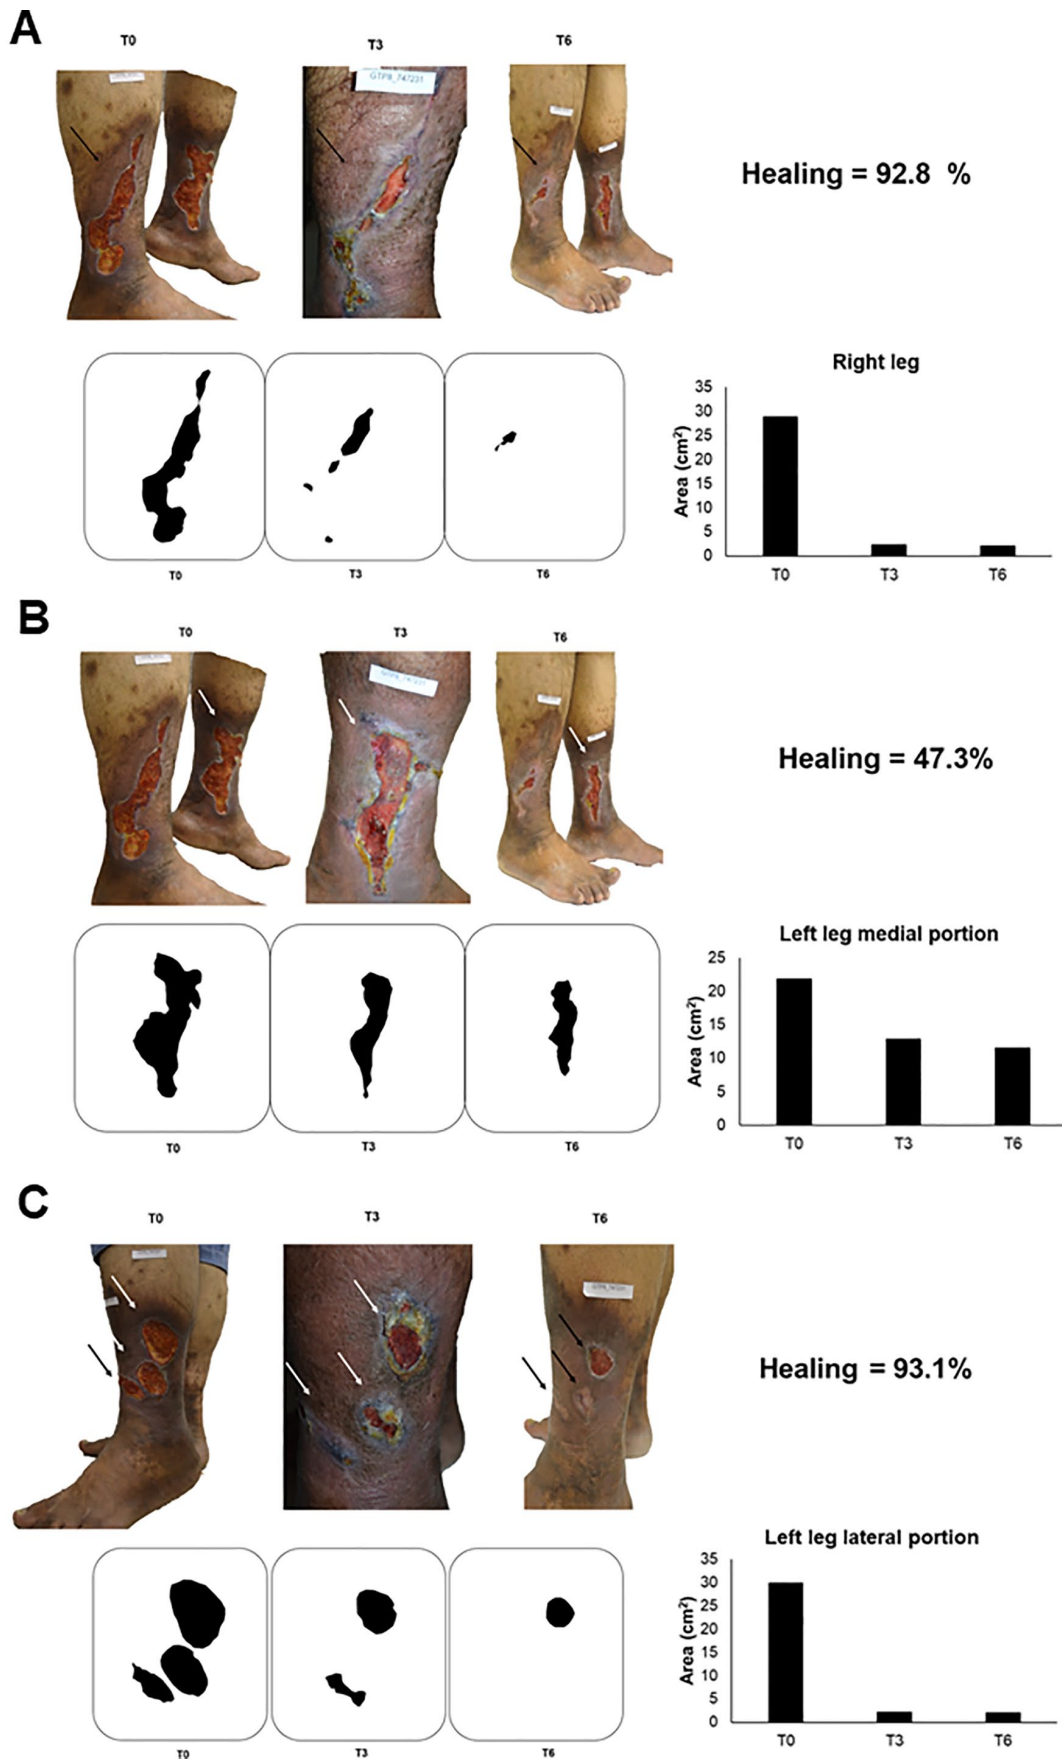 A
T0
T3
T6
GTP8_747231
Healing = 92.8 %
Right leg
35
30
25
20
15
10
5
0
Area (cm²)
T0
T3
T6
T0
T3
T6
B
T0
T3
T6
Healing = 47.3%
Left leg medial portion
25
20
15
10
5
0
Area (cm²)
T0
T3
T6
T0
T3
T6
C
T0
T3
T6
Healing = 93.1%
Left leg lateral portion
35
30
25
20
15
10
5
0
Area (cm²)
T0
T3
T6
T0
T3
T6